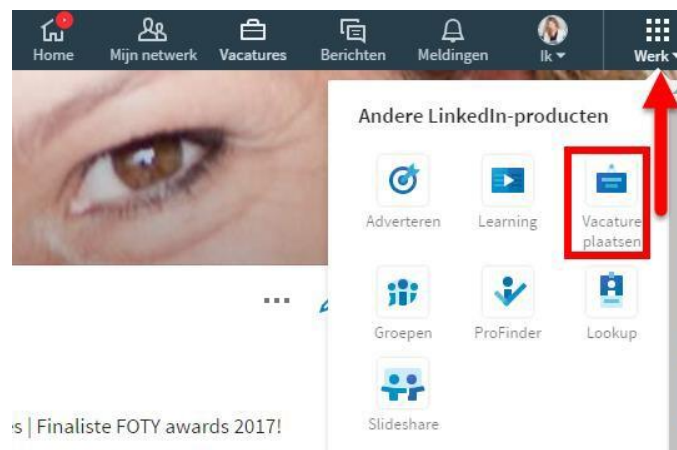 Home Mijn netwerk Vacatures Berichten Meldingen Ik Werk
Andere LinkedIn-producten
Adverteren Learning Vacature
plaatsen
Groepen ProFinder Lookup
Slideshare
s | Finaliste FOTY awards 2017!